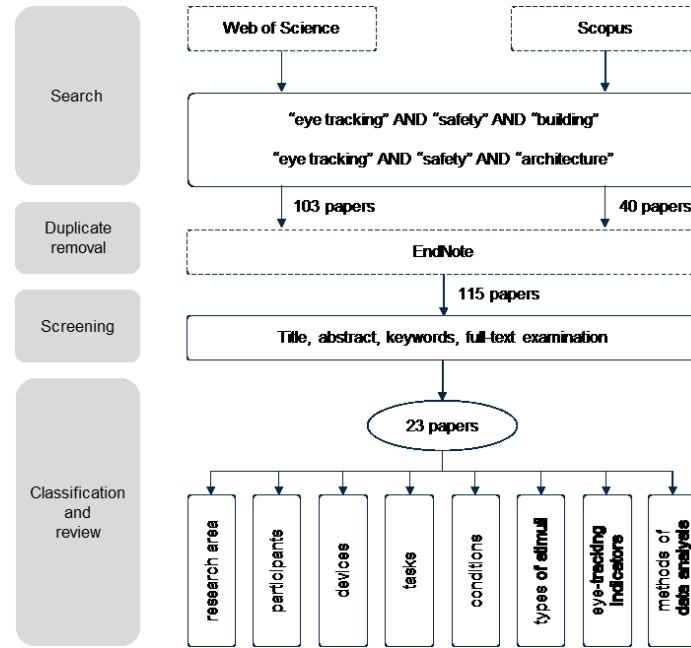 Search
Web of Science
Scopus
“eye tracking” AND “safety” AND “building”
“eye tracking” AND “safety” AND “architecture”
103 papers
40 papers
Duplicate
removal
EndNote
115 papers
Screening
Title, abstract, keywords, full-text examination
23 papers
Classification
and
review
research area
participants
devices
tasks
conditions
types of stimuli
eye-tracking
indicators
methods of
data analysis